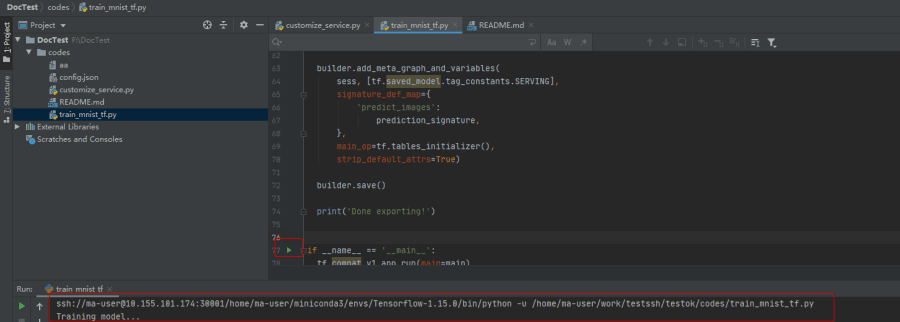 DocTest codes train_mnist_tf.py
Project
customize_service.py train_mnist_tf.py README.md
DocTest F:\DocTest
codes
aa
config.json
customize_service.py
README.md
train_mnist_tf.py
External Libraries
Scratches and Consoles
1: Project
7: Structure
Aa W
62
63 builder.add_meta_graph_and_variables(
64 sess, [tf.saved_model.tag_constants.SERVING],
65 signature_def_map={
66 'predict_images':
67 prediction_signature,
68 },
69 main_op=tf.tables_initializer(),
70 strip_default_attrs=True)
71
72 builder.save()
73
74 print('Done exporting!')
75
76
77 if __name__ == '__main__':
78 tf.compat.v1.app.run(main=main)
Run: train mnist tf
ssh://ma-user@10.155.101.174:30001/home/ma-user/miniconda3/envs/Tensorflow-1.15.0/bin/python -u /home/ma-user/work/testssh/testok/codes/train_mnist_tf.py
Training model...